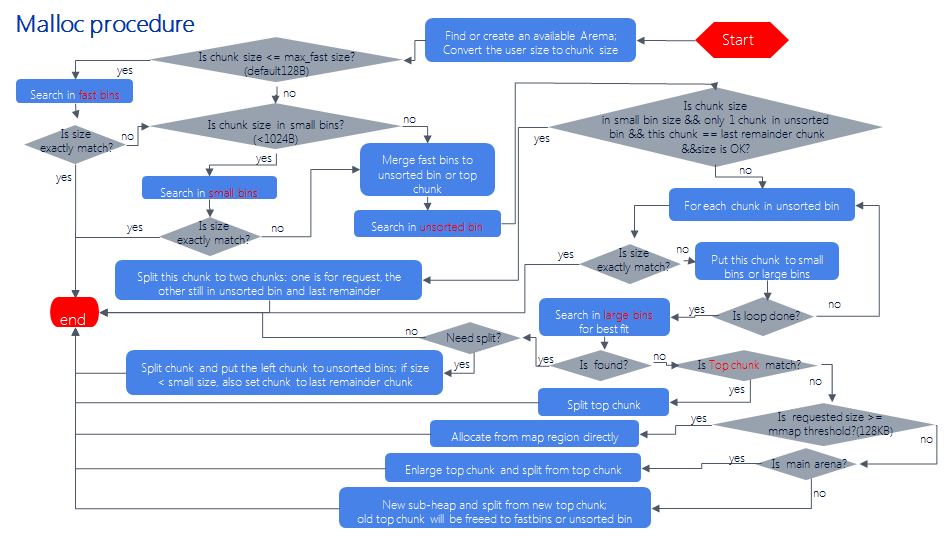 Malloc procedure
Find or create an available Arema;
Convert the user size to chunk size
Start
Is chunk size <= max_fast size?
(default128B)
yes
no
Search in fast bins
Is size
exactly match?
no
yes
Is chunk size in small bins?
(<1024B)
no
yes
Search in small bins
Is size
exactly match?
yes
no
Merge fast bins to
unsorted bin or top
chunk
Search in unsorted bin
Is chunk size
in small bin size && only 1 chunk in unsorted
bin && this chunk == last remainder chunk
&&size is OK?
yes
no
For each chunk in unsorted bin
Is size
exactly match?
yes
no
Put this chunk to small
bins or large bins
Is loop done?
no
yes
Split this chunk to two chunks: one is for request, the
other still in unsorted bin and last remainder
end
Search in large bins
for best fit
Is found?
yes
no
Need split?
no
yes
Split chunk and put the left chunk to unsorted bins; if size
< small size, also set chunk to last remainder chunk
Is Top chunk match?
no
yes
Split top chunk
Is requested size >=
mmap threshold?(128KB)
yes
no
Allocate from map region directly
Is main arena?
yes
no
Enlarge top chunk and split from top chunk
New sub-heap and split from new top chunk;
old top chunk will be freeed to fastbins or unsorted bin